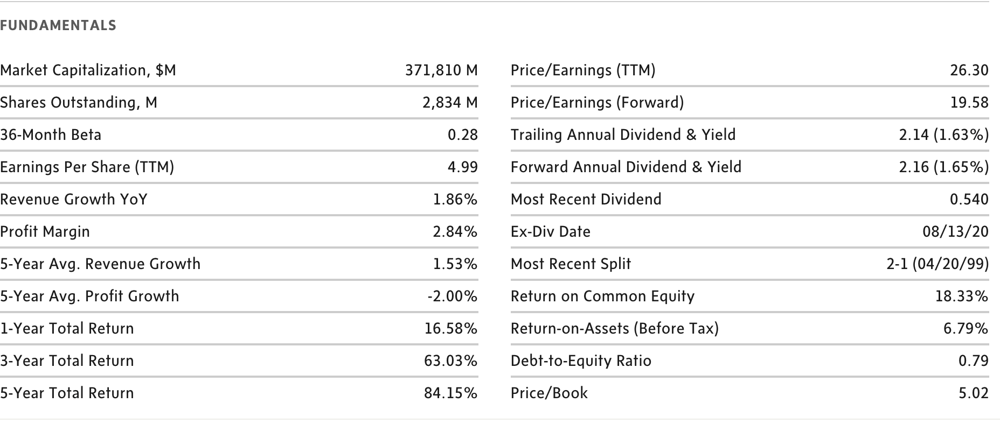 FUNDAMENTALS
Market Capitalization, $M 371,810 M
Shares Outstanding, M 2,834 M
36-Month Beta 0.28
Earnings Per Share (TTM) 4.99
Revenue Growth YoY 1.86%
Profit Margin 2.84%
5-Year Avg. Revenue Growth 1.53%
5-Year Avg. Profit Growth -2.00%
1-Year Total Return 16.58%
3-Year Total Return 63.03%
5-Year Total Return 84.15%
Price/Earnings (TTM) 26.30
Price/Earnings (Forward) 19.58
Trailing Annual Dividend & Yield 2.14 (1.63%)
Forward Annual Dividend & Yield 2.16 (1.65%)
Most Recent Dividend 0.540
Ex-Div Date 08/13/20
Most Recent Split 2-1 (04/20/99)
Return on Common Equity 18.33%
Return-on-Assets (Before Tax) 6.79%
Debt-to-Equity Ratio 0.79
Price/Book 5.02